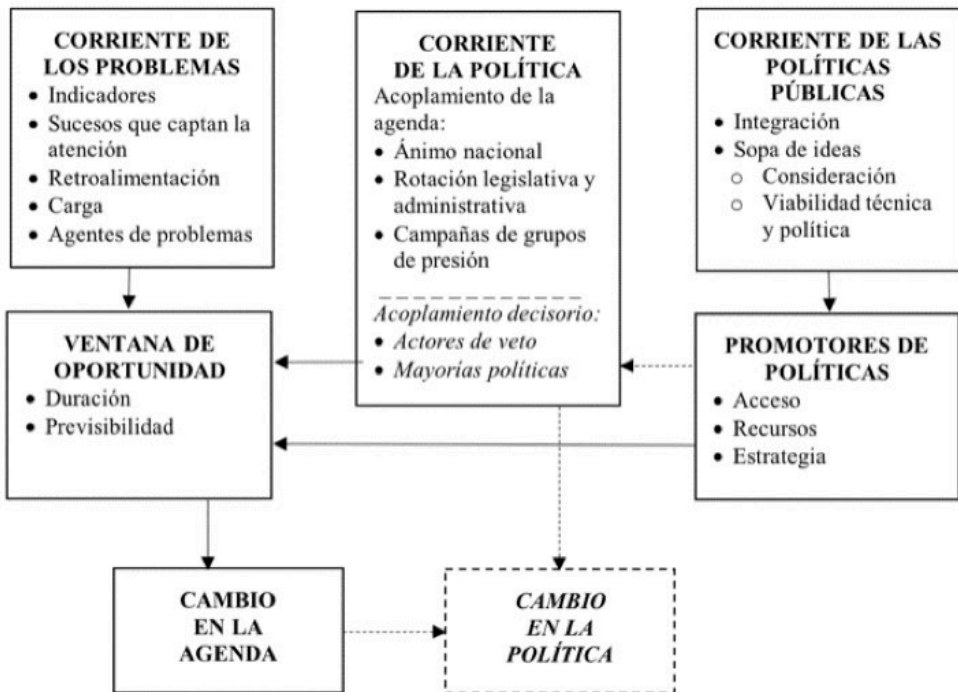 CORRIENTE DE
LOS PROBLEMAS
• Indicadores
• Sucesos que captan la
atención
• Retroalimentación
• Carga
• Agentes de problemas
CORRIENTE
DE LA POLÍTICA
Acoplamiento de la
agenda:
• Ánimo nacional
• Rotación legislativa y
administrativa
• Campañas de grupos
de presión
Acoplamiento decisorio:
• Actores de veto
• Mayorías políticas
CORRIENTE DE LAS
POLÍTICAS
PÚBLICAS
• Integración
• Sopa de ideas
o Consideración
o Viabilidad técnica
y política
VENTANA DE
OPORTUNIDAD
• Duración
• Previsibilidad
PROMOTORES DE
POLÍTICAS
• Acceso
• Recursos
• Estrategia
CAMBIO
EN LA
AGENDA
CAMBIO
EN LA
POLÍTICA